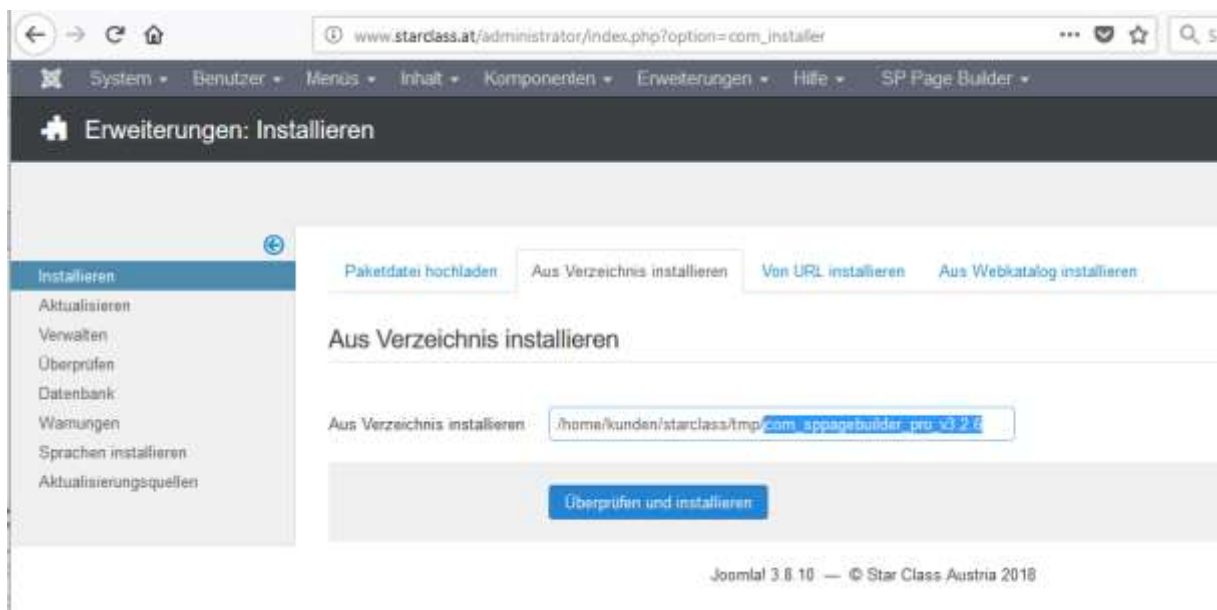 www.starclass.at/administrator/index.php?option=com_installer
System Benutzer Menüs Inhalt Komponenten Erweiterungen Hilfe SP Page Builder
Erweiterungen: Installieren
Paketdatei hochladen Aus Verzeichnis installieren Von URL installieren Aus Webkatalog installieren
Installieren
Aktualisieren
Verwalten
Überprüfen
Datenbank
Warnungen
Sprachen installieren
Aktualisierungsquellen
Aus Verzeichnis installieren
Aus Verzeichnis installieren /home/kunden/starclass/tmp/com_sppagebuilder_pro_v3.2.6
Überprüfen und installieren
Joomla! 3.8.10 — © Star Class Austria 2018